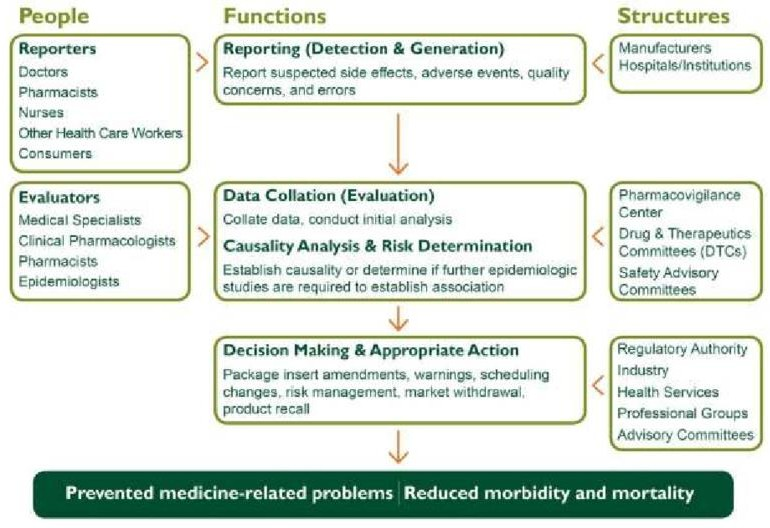 People
Functions
Structures
Reporters
Doctors
Pharmacists
Nurses
Other Health Care Workers
Consumers
Reporting (Detection & Generation)
Report suspected side effects, adverse events, quality
concerns, and errors
Manufacturers
Hospitals/Institutions
Evaluators
Medical Specialists
Clinical Pharmacologists
Pharmacists
Epidemiologists
Data Collation (Evaluation)
Collate data, conduct initial analysis
Causality Analysis & Risk Determination
Establish causality or determine if further epidemiologic
studies are required to establish association
Pharmacovigilance
Center
Drug & Therapeutics
Committees (DTCs)
Safety Advisory
Committees
Decision Making & Appropriate Action
Package insert amendments, warnings, scheduling
changes, risk management, market withdrawal,
product recall
Regulatory Authority
Industry
Health Services
Professional Groups
Advisory Committees
Prevented medicine-related problems | Reduced morbidity and mortality